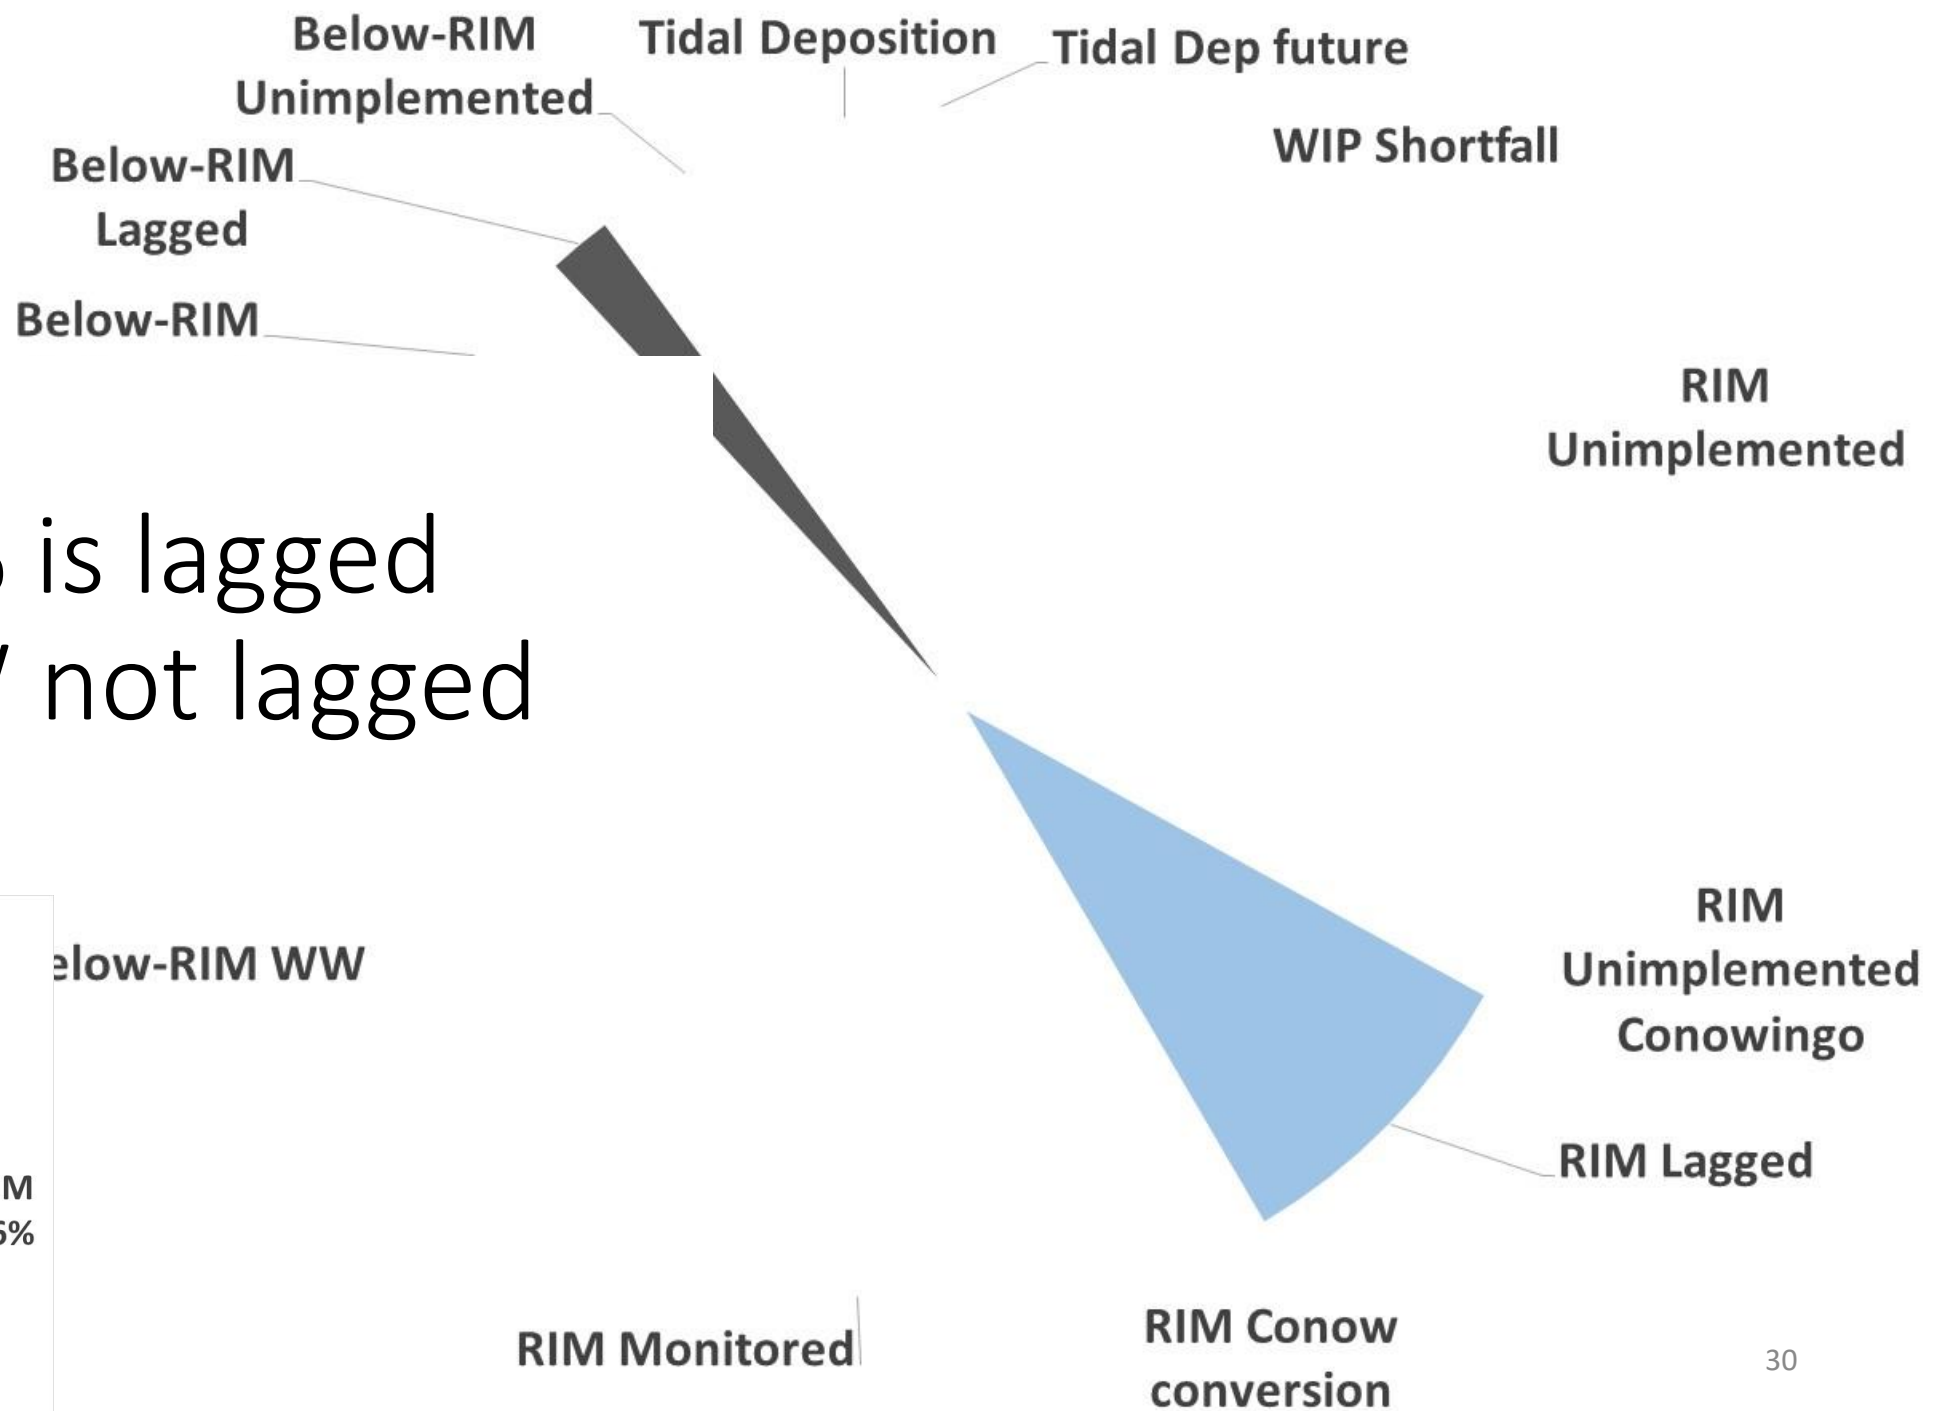 Below-RIM
Unimplemented
Tidal Deposition
Tidal Dep future
WIP Shortfall
Below-RIM
Lagged
Below-RIM
RIM
Unimplemented
is lagged
not lagged
RIM
Unimplemented
Conowingo
elow-RIM WW
RIM Lagged
M
%
RIM Monitored
RIM Conow
conversion
30